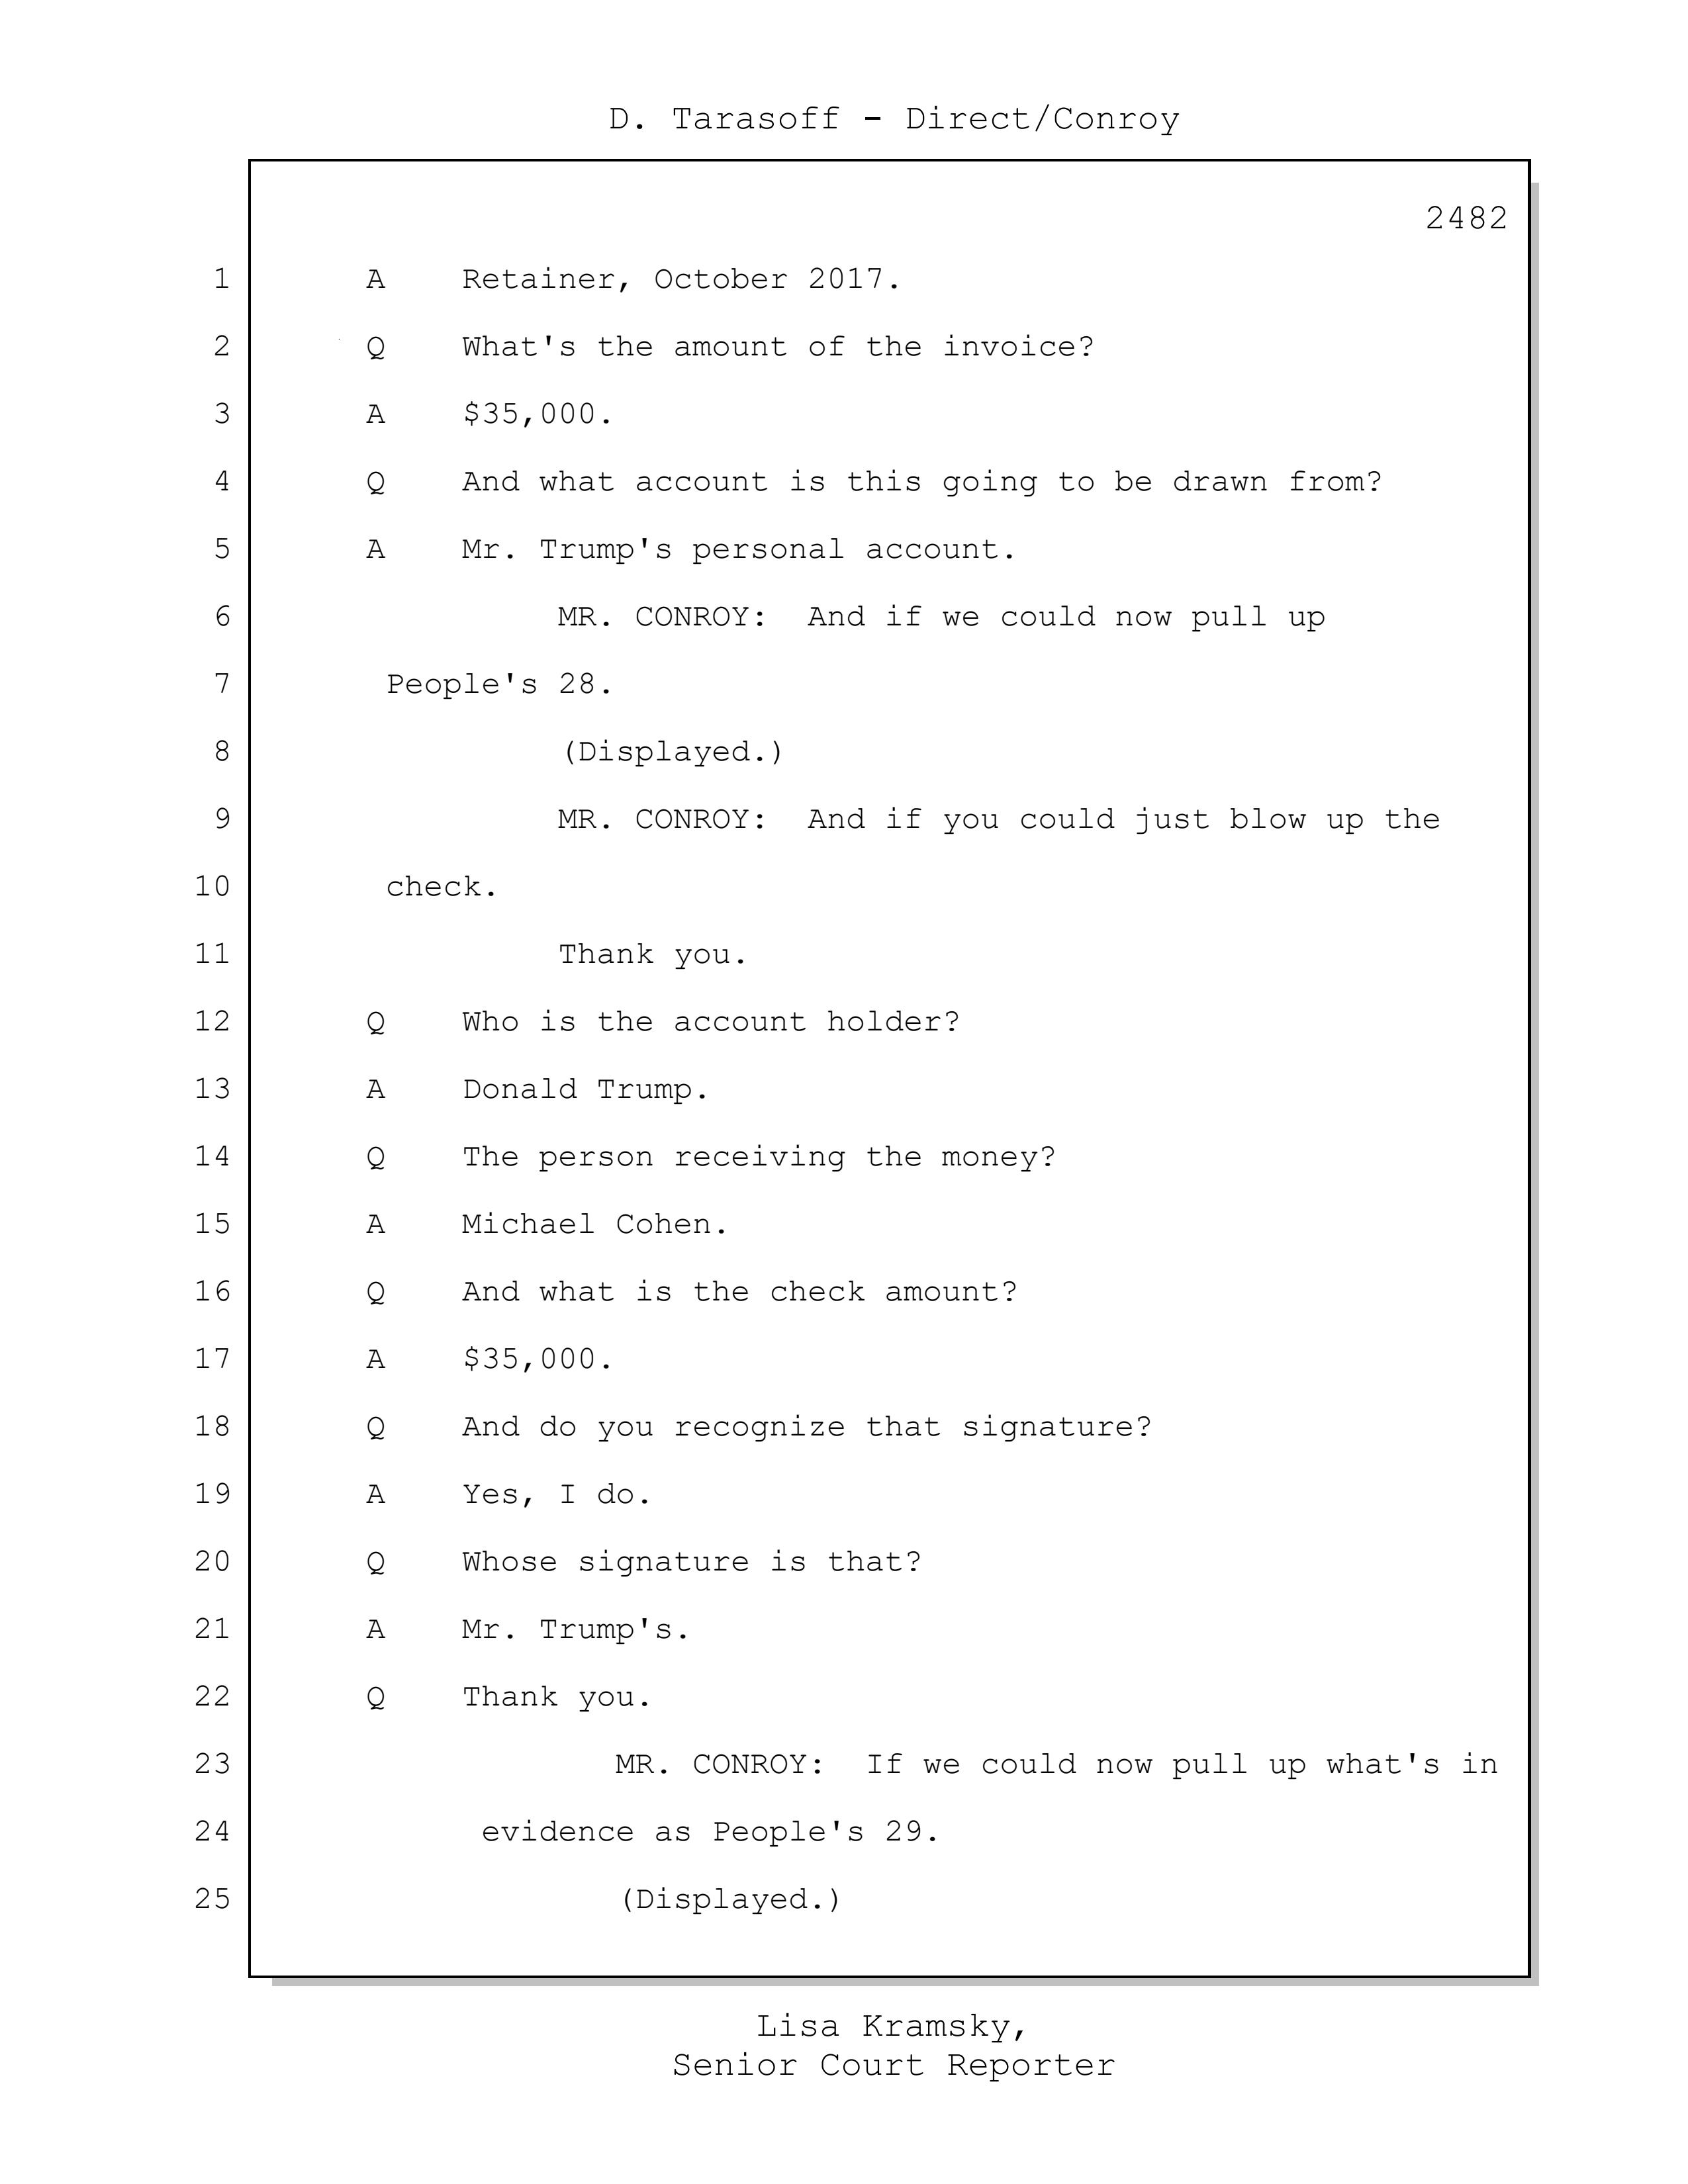 D. Tarasoff - Direct/Conroy
2482
1 A Retainer, October 2017.
2 Q What's the amount of the invoice?
3 A $35,000.
4 Q And what account is this going to be drawn from?
5 A Mr. Trump's personal account.
6 MR. CONROY: And if we could now pull up
7 People's 28.
8 (Displayed.)
9 MR. CONROY: And if you could just blow up the
10 check.
11 Thank you.
12 Q Who is the account holder?
13 A Donald Trump.
14 Q The person receiving the money?
15 A Michael Cohen.
16 Q And what is the check amount?
17 A $35,000.
18 Q And do you recognize that signature?
19 A Yes, I do.
20 Q Whose signature is that?
21 A Mr. Trump's.
22 Q Thank you.
23 MR. CONROY: If we could now pull up what's in
24 evidence as People's 29.
25 (Displayed.)
Lisa Kramsky,
Senior Court Reporter